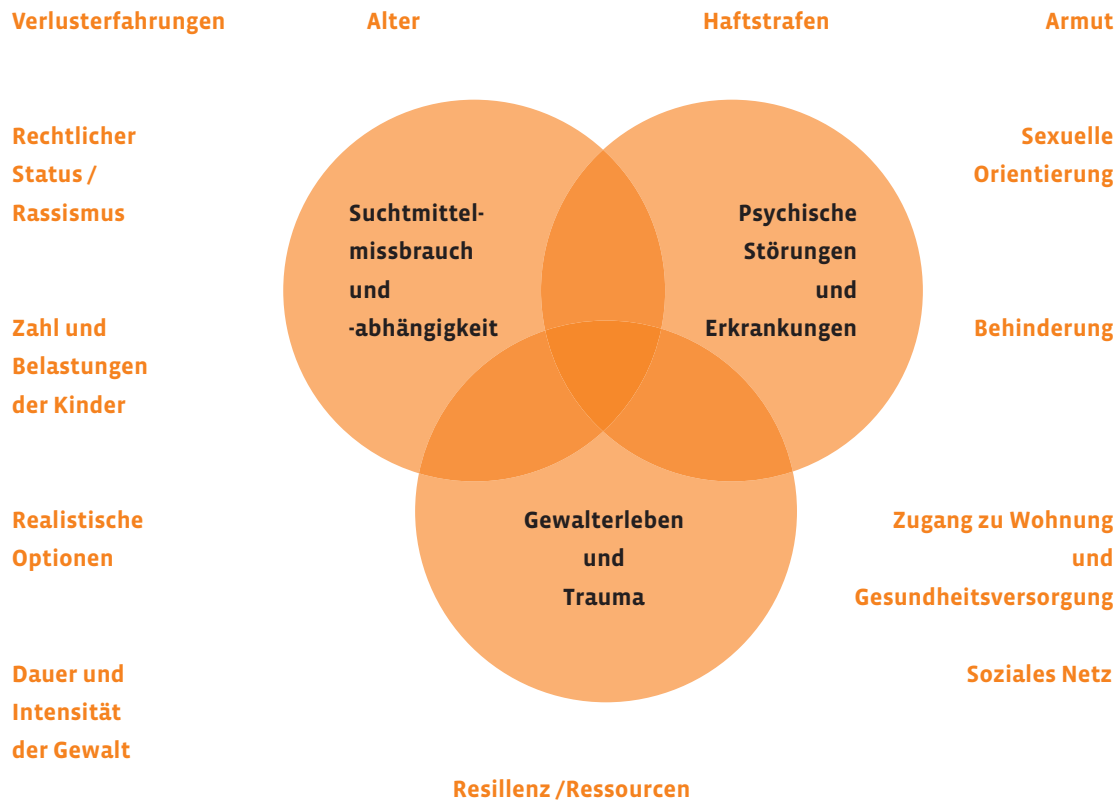 Verlusterfahrungen
Alter
Haftstrafen
Armut
Rechtlicher
Status /
Rassismus
Sexuelle
Orientierung
Suchtmittel-
missbrauch
und
-abhängigkeit
Psychische
Störungen
und
Erkrankungen
Zahl und
Belastungen
der Kinder
Behinderung
Realistische
Optionen
Gewalterleben
und
Trauma
Zugang zu Wohnung
und
Gesundheitsversorgung
Dauer und
Intensität
der Gewalt
Soziales Netz
Resillenz /Ressourcen